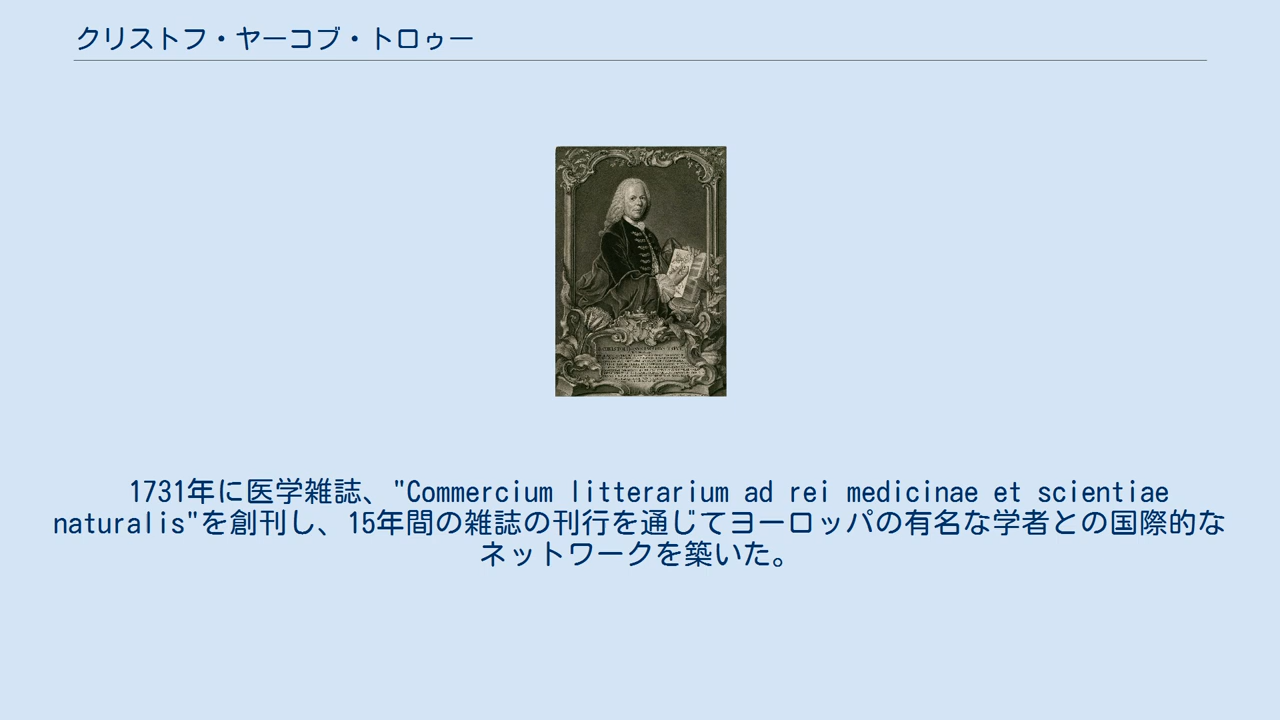 クリストフ・ヤーコブ・トロゥー
1731年に医学雑誌、"Commercium litterarium ad rei medicinae et scientiae
naturalis"を創刊し、15年間の雑誌の刊行を通じてヨーロッパの有名な学者との国際的な
ネットワークを築いた。